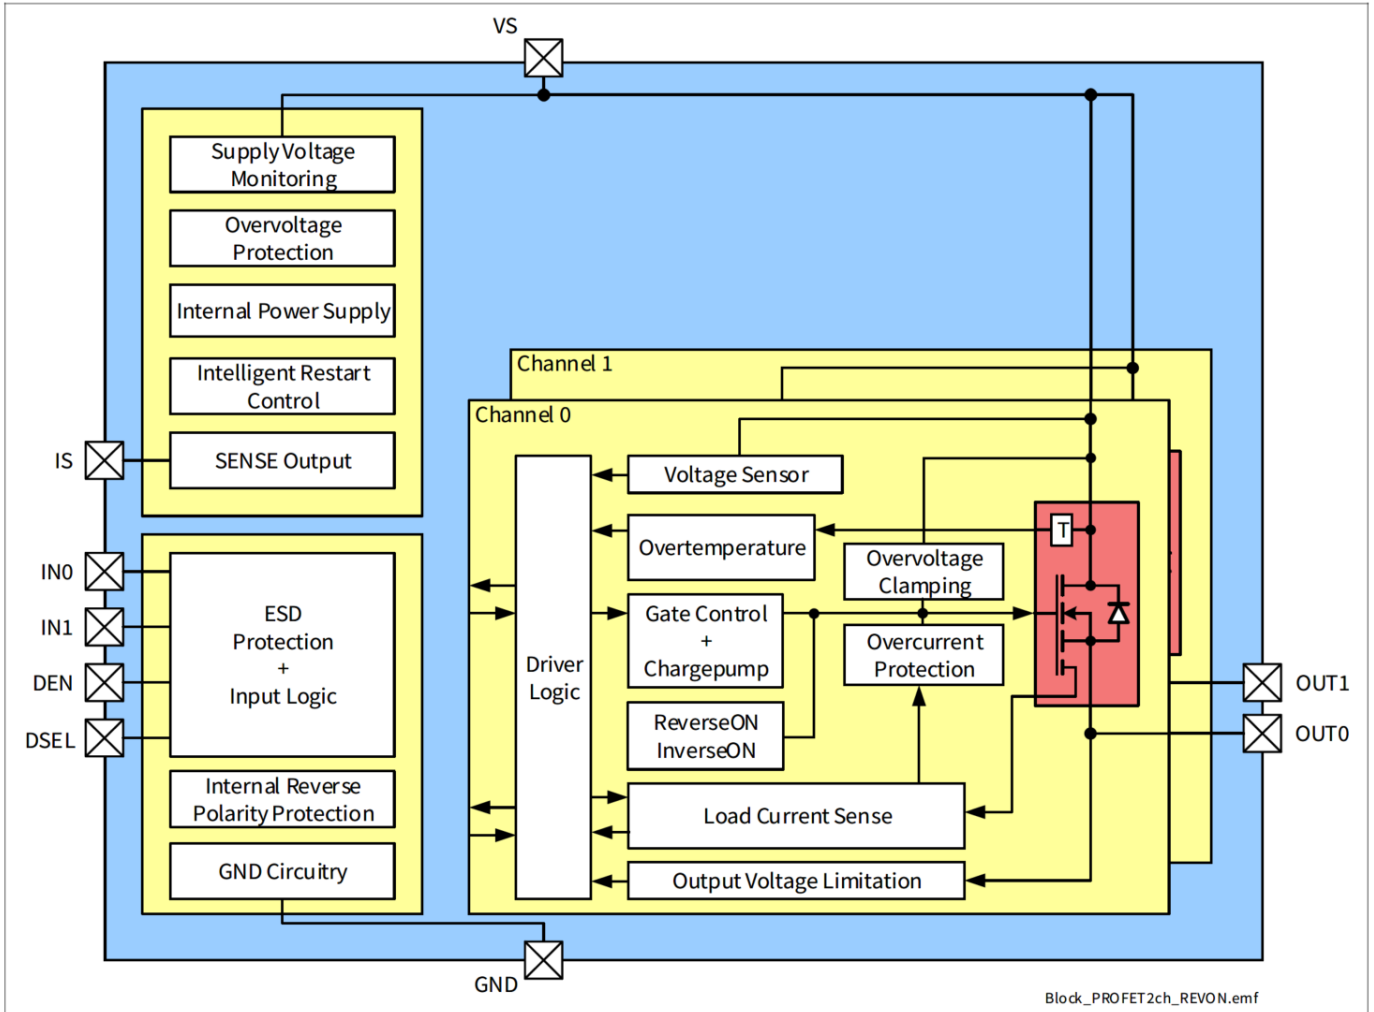 VS
Supply Voltage
Monitoring
Overvoltage
Protection
Internal Power Supply
Intelligent Restart
Control
IS
SENSE Output
IN0
IN1
DEN
DSEL
ESD
Protection
+
Input Logic
Internal Reverse
Polarity Protection
GND Circuitry
GND
Channel 1
Channel 0
Driver
Logic
Voltage Sensor
Overtemperature
T
Overvoltage
Clamping
Gate Control
+
Chargepump
Overcurrent
Protection
ReverseON
InverseON
Load Current Sense
Output Voltage Limitation
OUT1
OUT0
Block_PROFET2ch_REVON.emf